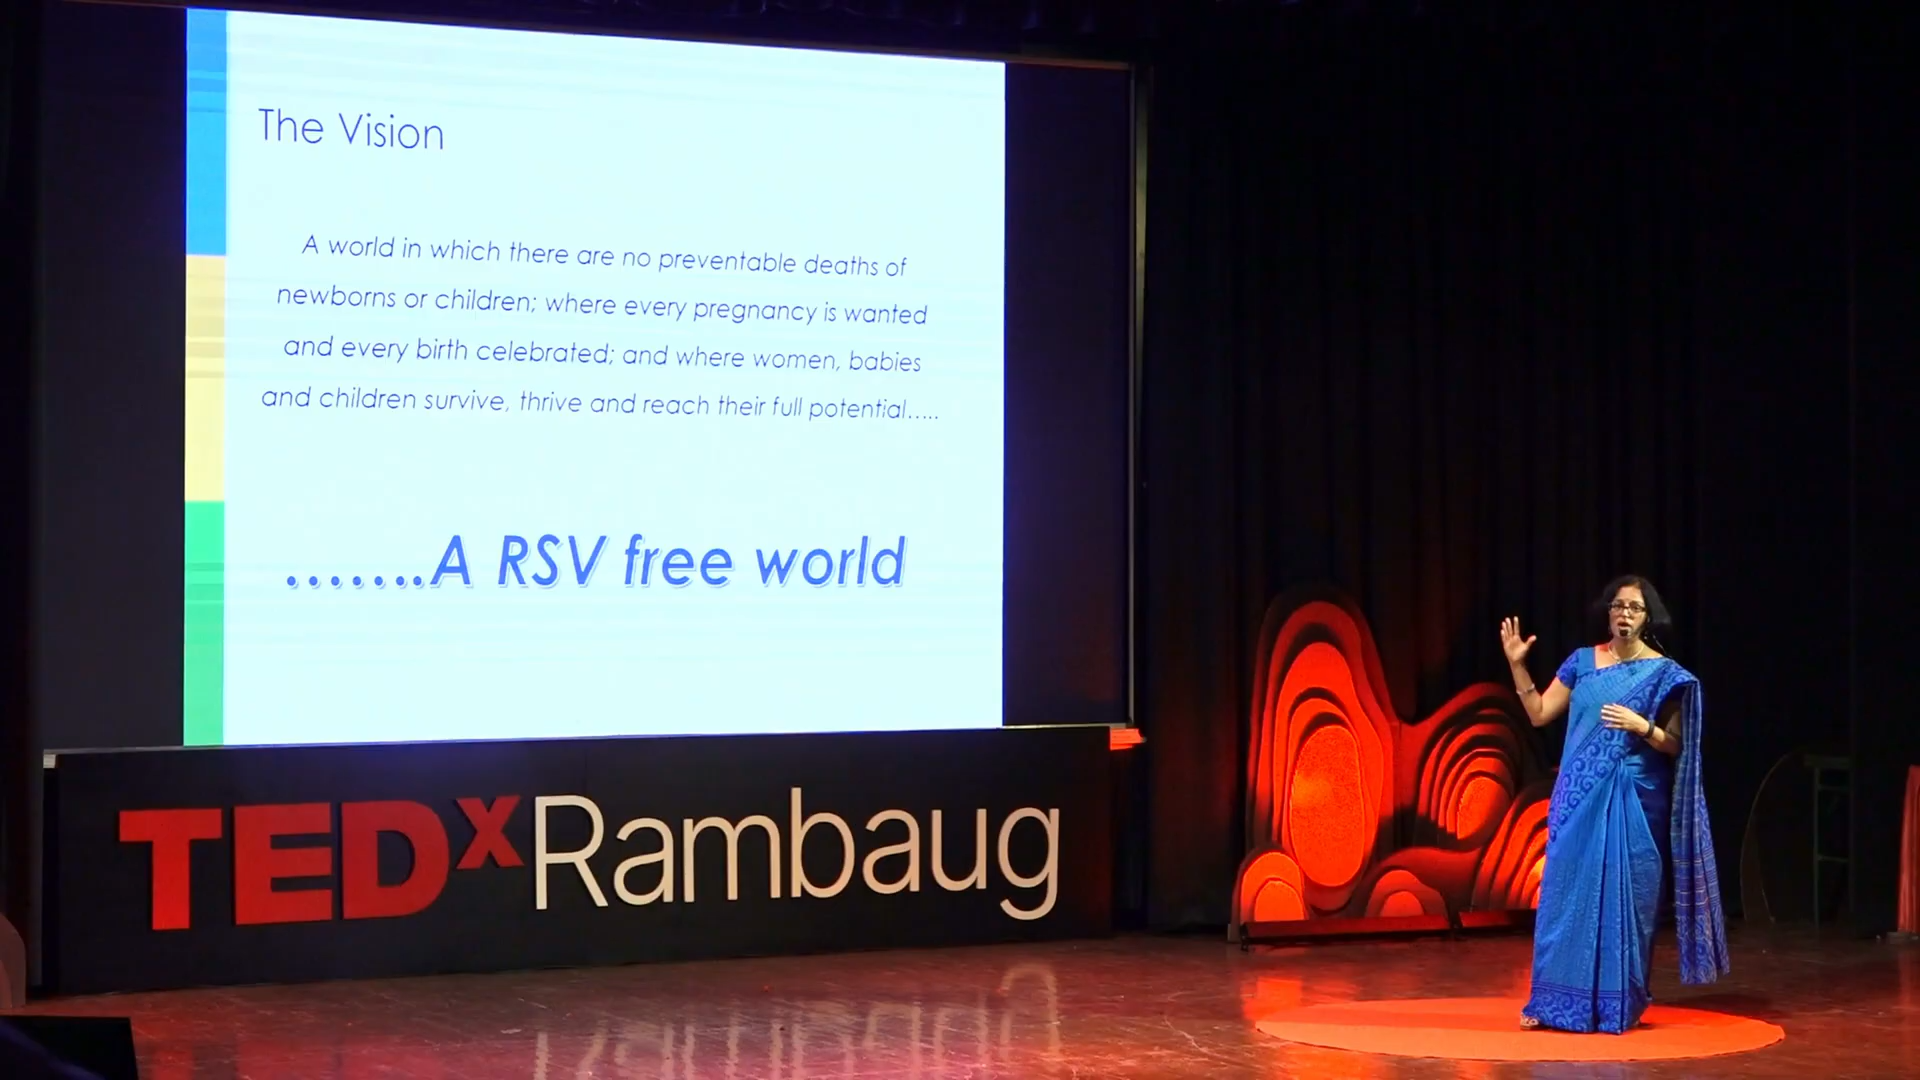 The Vision
A world in which there are no preventable deaths of
newborns or children; where every pregnancy is wanted
and every birth celebrated; and where women, babies
and children survive, thrive and reach their full potential.....
.......A RSV free world
TEDxRambaug